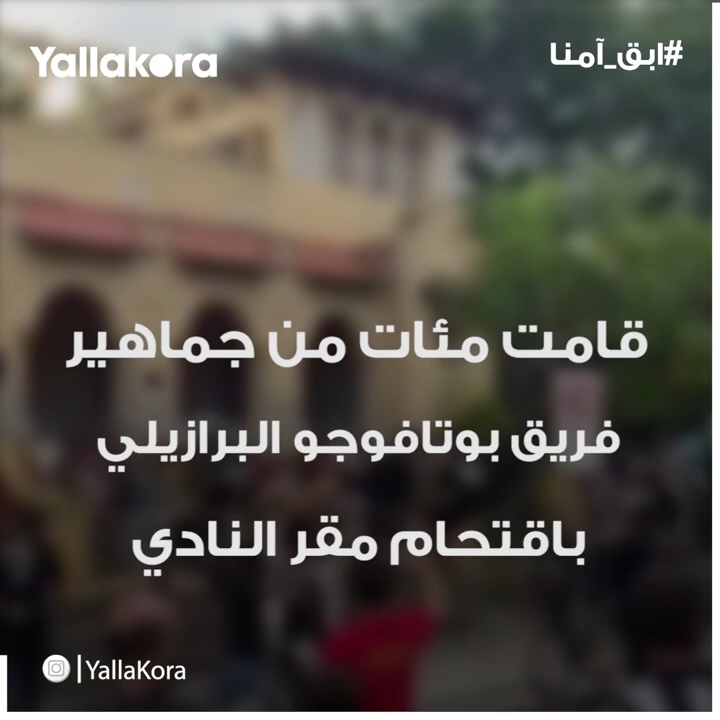 Yallakora
#ابق_آمنا
قامت مئات من جماهير
فريق بوتافوجو البرازيلي
باقتحام مقر النادي
|YallaKora